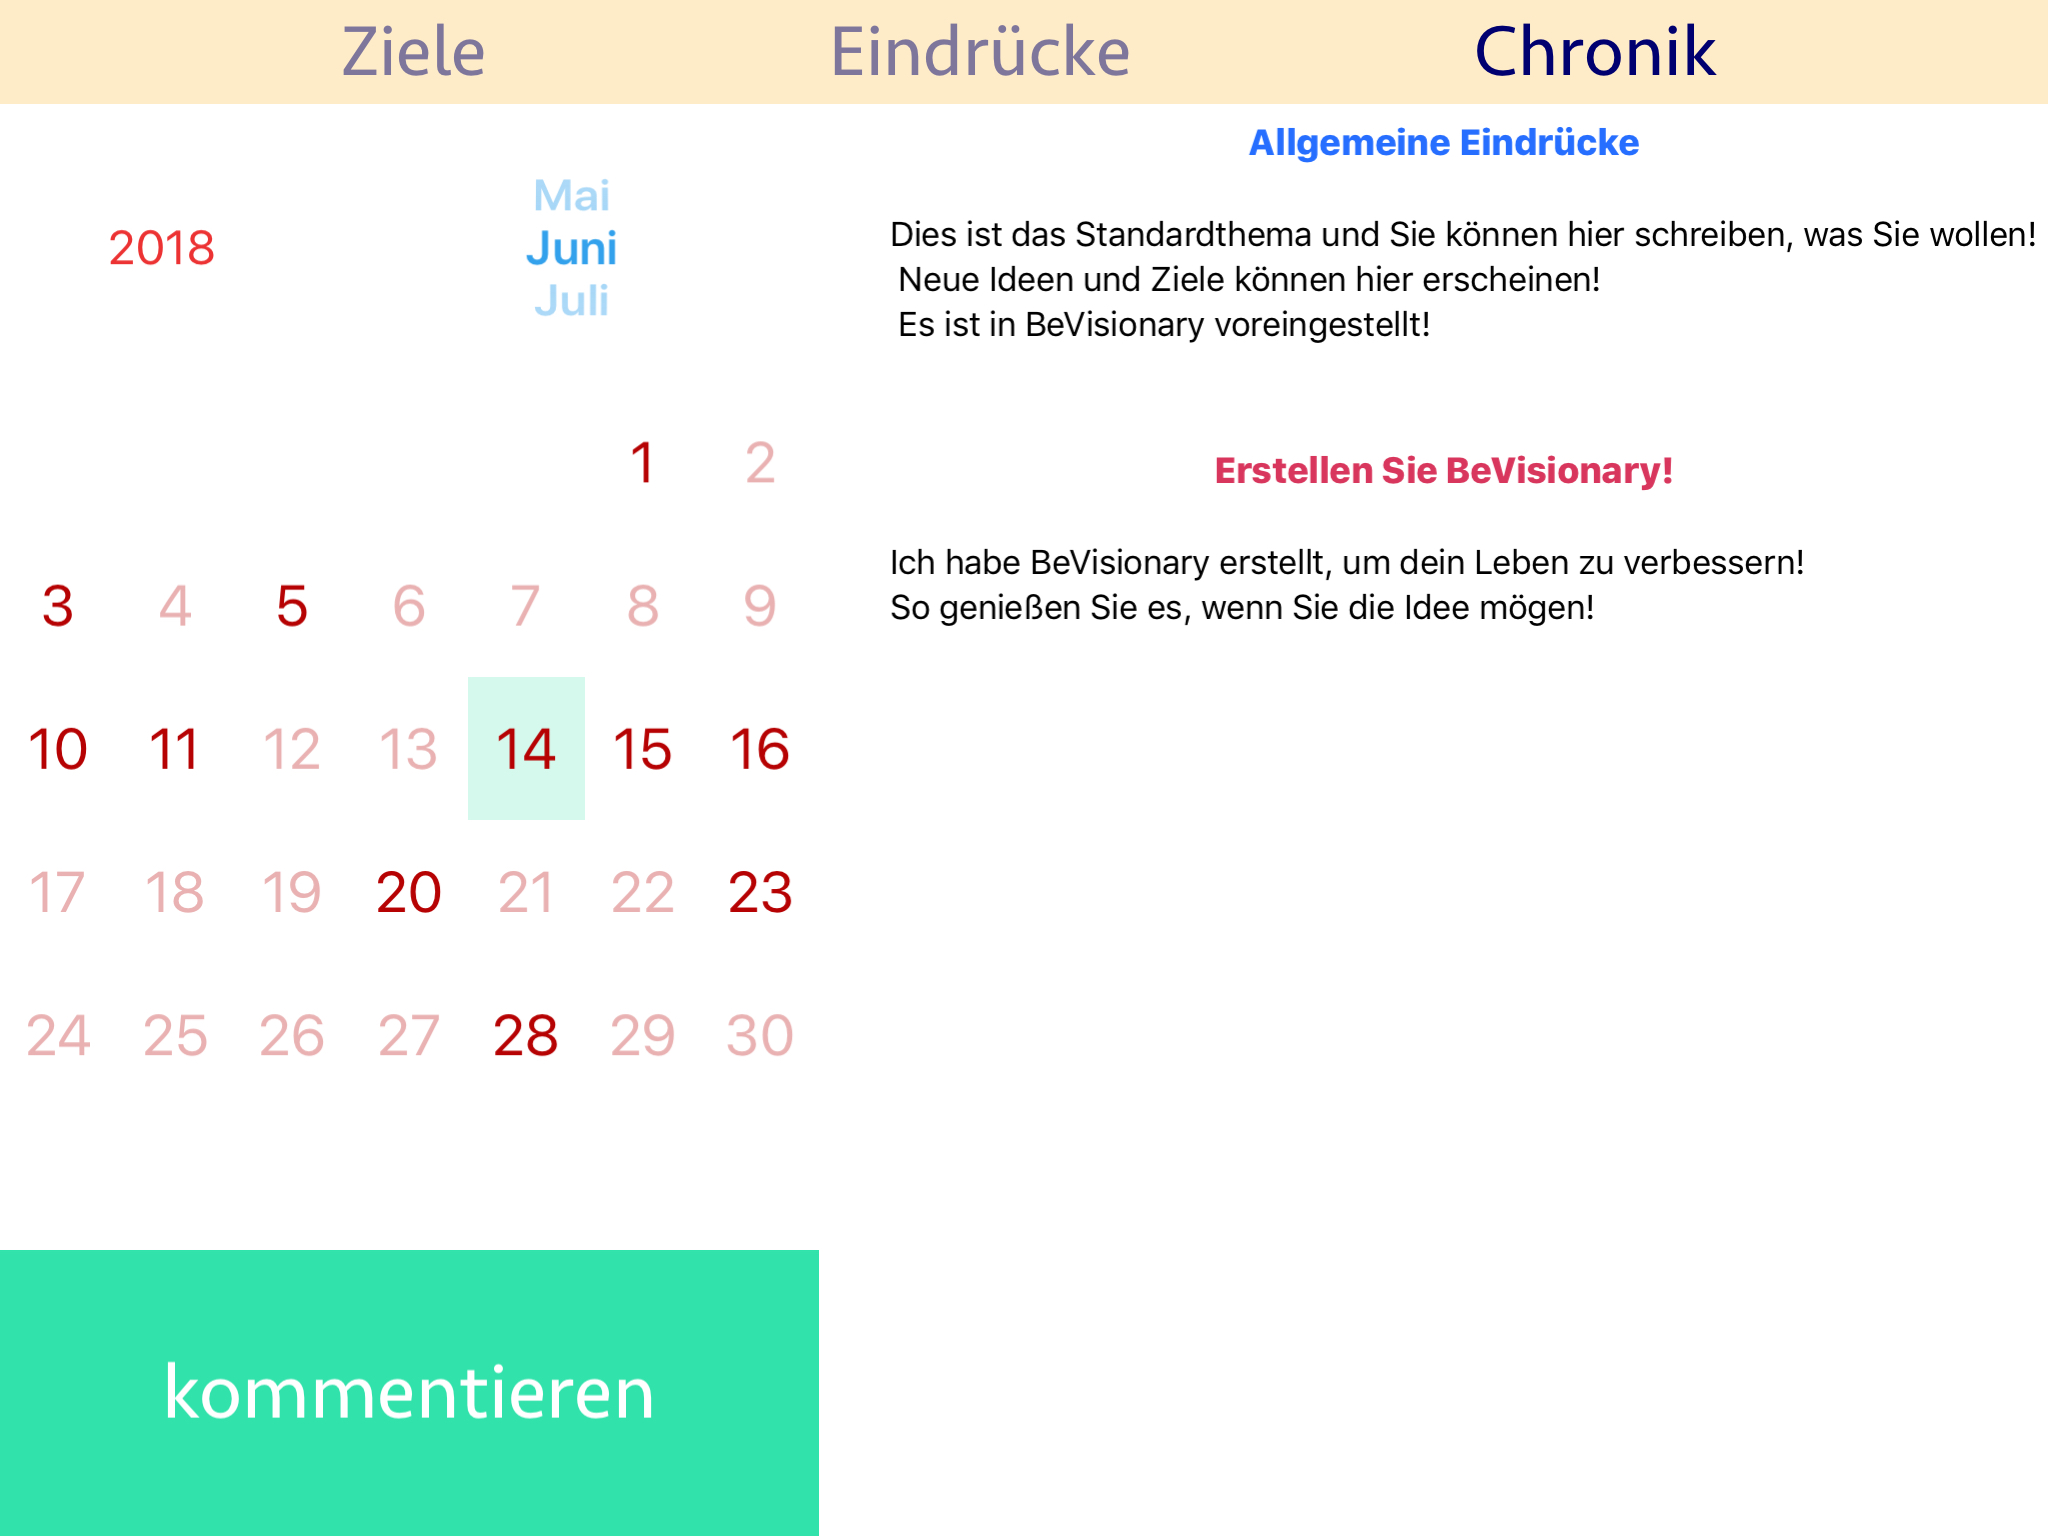 Ziele Eindrücke Chronik
Mai
2018 Juni
Juli
1 2
3 4 5 6 7 8 9
10 11 12 13 14 15 16
17 18 19 20 21 22 23
24 25 26 27 28 29 30
kommentieren
Allgemeine Eindrücke
Dies ist das Standardthema und Sie können hier schreiben, was Sie wollen!
Neue Ideen und Ziele können hier erscheinen!
Es ist in BeVisionary voreingestellt!
Erstellen Sie BeVisionary!
Ich habe BeVisionary erstellt, um dein Leben zu verbessern!
So genießen Sie es, wenn Sie die Idee mögen!